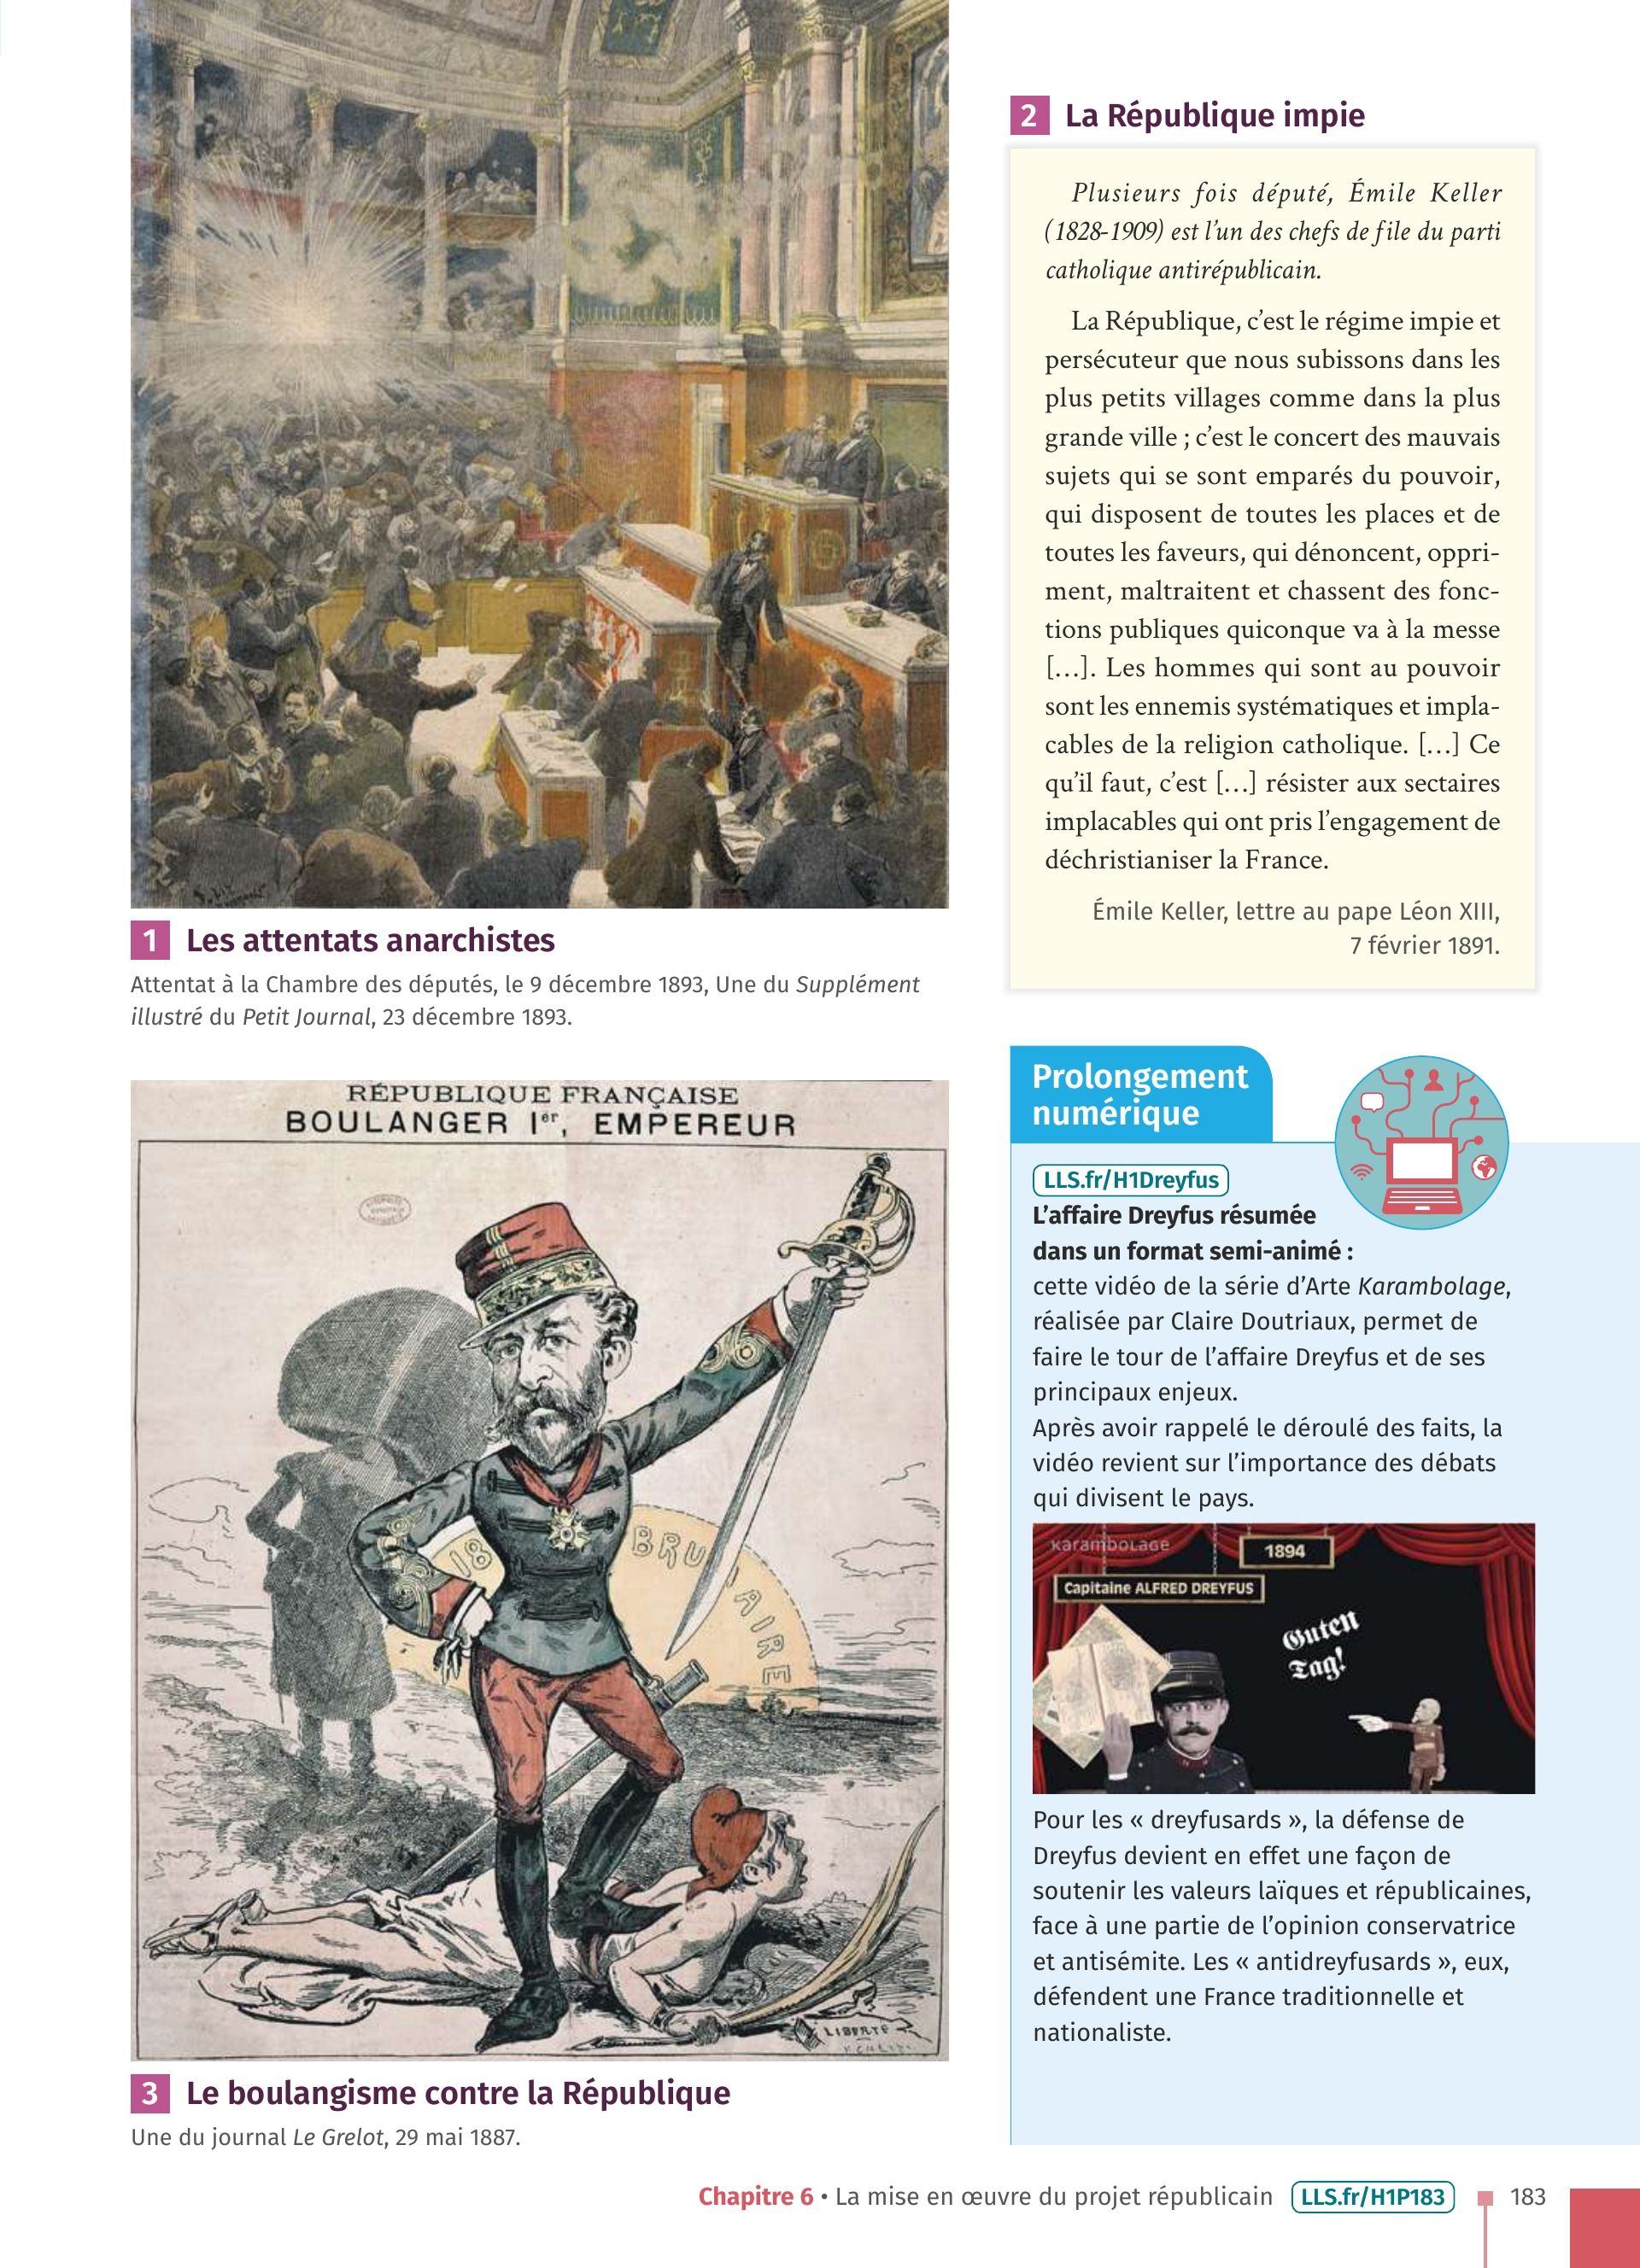 2 La République impie
Plusieurs fois député, Émile Keller
(1828-1909) est l’un des chefs de file du parti
catholique antirépublicain.
La République, c’est le régime impie et
persécuteur que nous subissons dans les
plus petits villages comme dans la plus
grande ville ; c’est le concert des mauvais
sujets qui se sont emparés du pouvoir,
qui disposent de toutes les places et de
toutes les faveurs, qui dénoncent, oppri-
ment, maltraitent et chassent des fonc-
tions publiques quiconque va à la messe
[…]. Les hommes qui sont au pouvoir
sont les ennemis systématiques et impla-
cables de la religion catholique. […] Ce
qu’il faut, c’est […] résister aux sectaires
implacables qui ont pris l’engagement de
déchristianiser la France.
Émile Keller, lettre au pape Léon XIII,
7 février 1891.
1 Les attentats anarchistes
Attentat à la Chambre des députés, le 9 décembre 1893, Une du Supplément
illustré du Petit Journal, 23 décembre 1893.
RÉPUBLIQUE FRANÇAISE
BOULANGER Ier, EMPEREUR
18 BRUMAIRE
LIBERTÉ
3 Le boulangisme contre la République
Une du journal Le Grelot, 29 mai 1887.
Prolongement
numérique
LLS.fr/H1Dreyfus
L’affaire Dreyfus résumée
dans un format semi-animé :
cette vidéo de la série d’Arte Karambolage,
réalisée par Claire Doutriaux, permet de
faire le tour de l’affaire Dreyfus et de ses
principaux enjeux.
Après avoir rappelé le déroulé des faits, la
vidéo revient sur l’importance des débats
qui divisent le pays.
KaramboLaGe
1894
Capitaine ALFRED DREYFUS
Guten
Tag!
Pour les « dreyfusards », la défense de
Dreyfus devient en effet une façon de
soutenir les valeurs laïques et républicaines,
face à une partie de l’opinion conservatrice
et antisémite. Les « antidreyfusards », eux,
défendent une France traditionnelle et
nationaliste.
Chapitre 6 • La mise en œuvre du projet républicain LLS.fr/H1P183 183